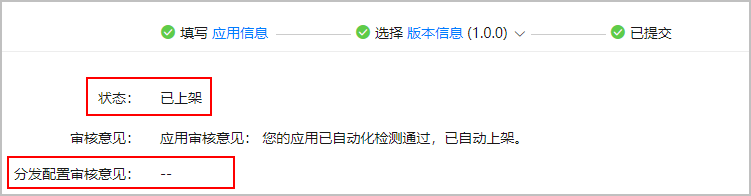 填写 应用信息 选择 版本信息 (1.0.0) 已提交
状态： 已上架
审核意见： 应用审核意见： 您的应用已自动化检测通过，已自动上架。
分发配置审核意见： --